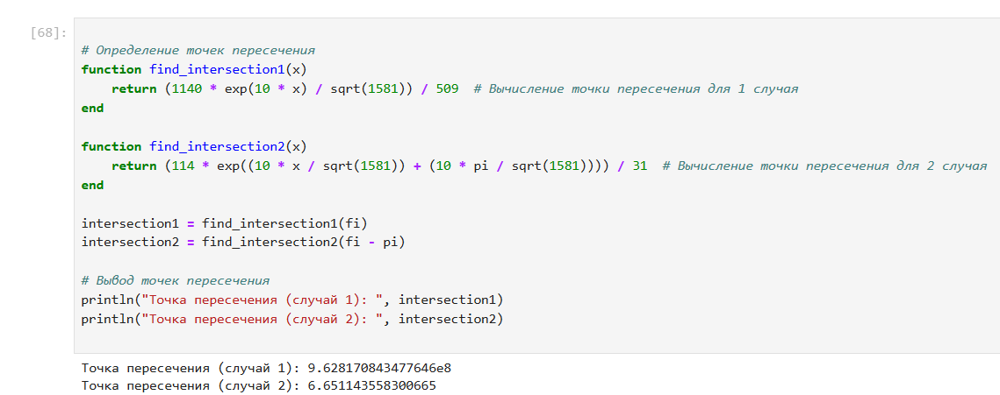 [68]:
# Определение точек пересечения
function find_intersection1(x)
    return (1140 * exp(10 * x) / sqrt(1581)) / 509  # Вычисление точки пересечения для 1 случая
end

function find_intersection2(x)
    return (114 * exp((10 * x / sqrt(1581)) + (10 * pi / sqrt(1581)))) / 31  # Вычисление точки пересечения для 2 случая
end

intersection1 = find_intersection1(fi)
intersection2 = find_intersection2(fi - pi)

# Вывод точек пересечения
println("Точка пересечения (случай 1): ", intersection1)
println("Точка пересечения (случай 2): ", intersection2)

Точка пересечения (случай 1): 9.628170843477646e8
Точка пересечения (случай 2): 6.651143558300665